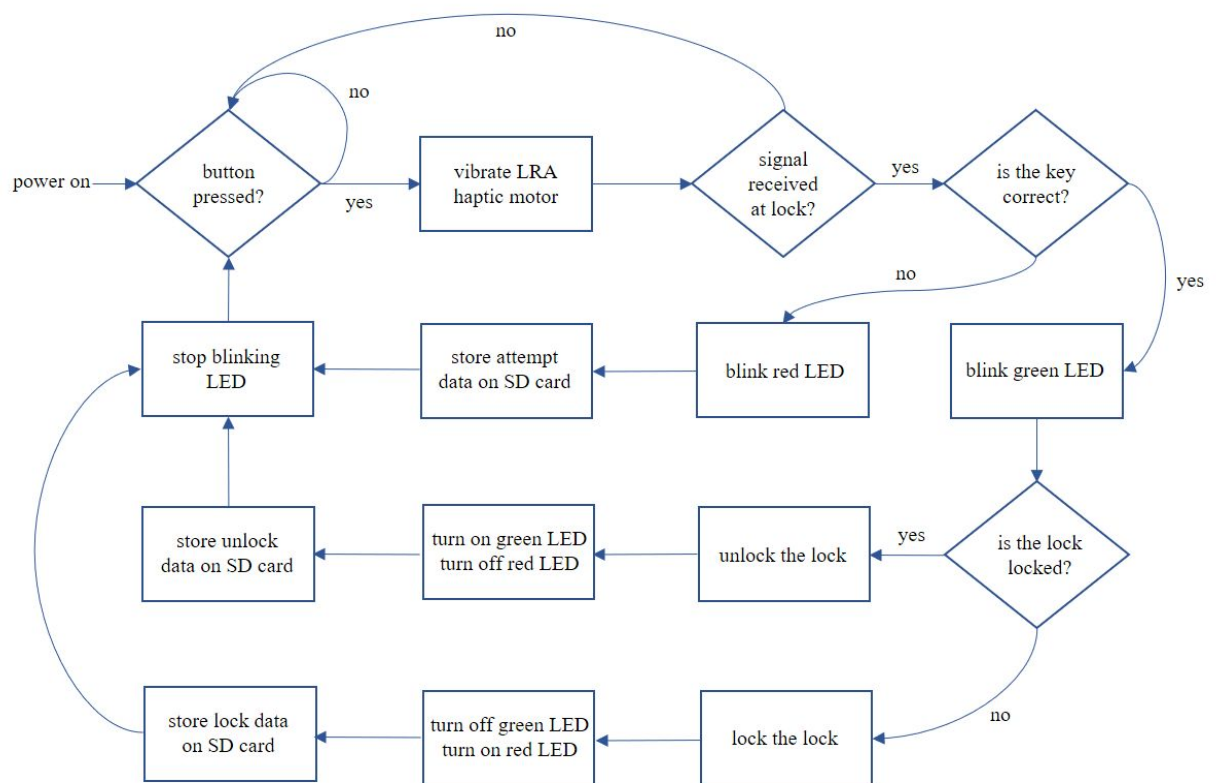 no
no
power on
button
pressed?
yes
vibrate LRA
haptic motor
signal
received
at lock?
yes
is the key
correct?
no
yes
stop blinking
LED
store attempt
data on SD card
blink red LED
blink green LED
store unlock
data on SD card
turn on green LED
turn off red LED
unlock the lock
yes
is the lock
locked?
store lock data
on SD card
turn off green LED
turn on red LED
lock the lock
no